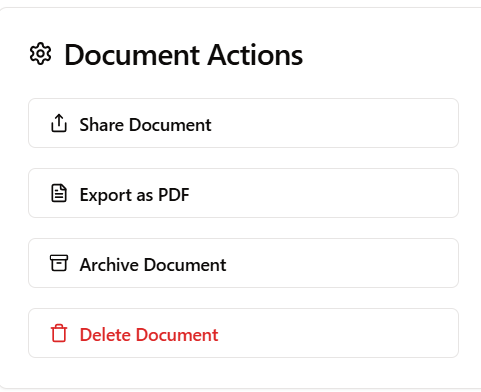 Document Actions
Share Document
Export as PDF
Archive Document
Delete Document